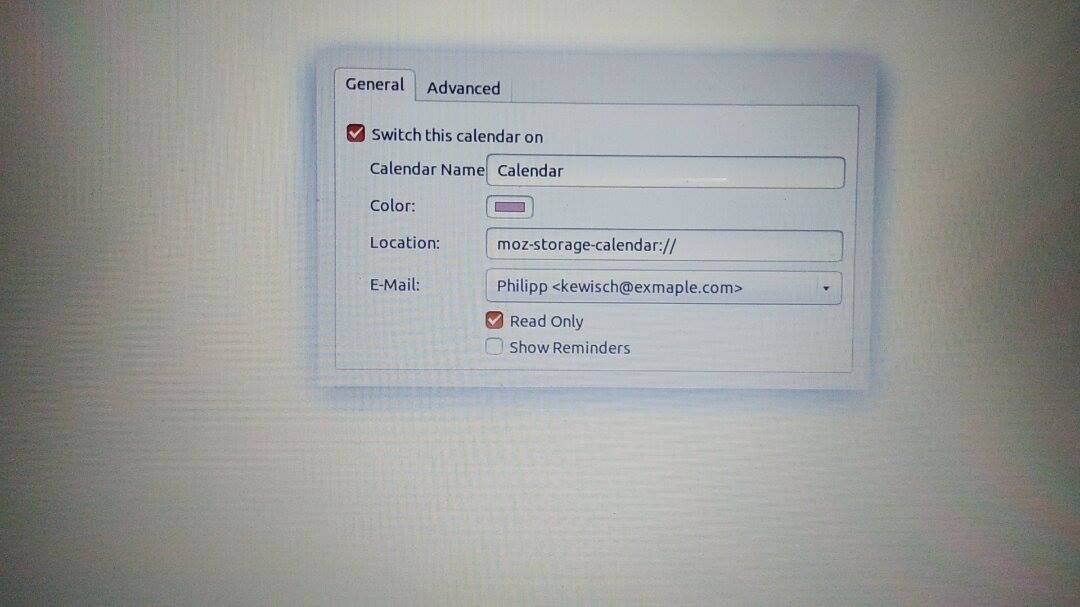 General Advanced
Switch this calendar on
Calendar Name Calendar
Color:
Location: moz-storage-calendar://
E-Mail: Philipp <kewisch@exmaple.com>
Read Only
Show Reminders